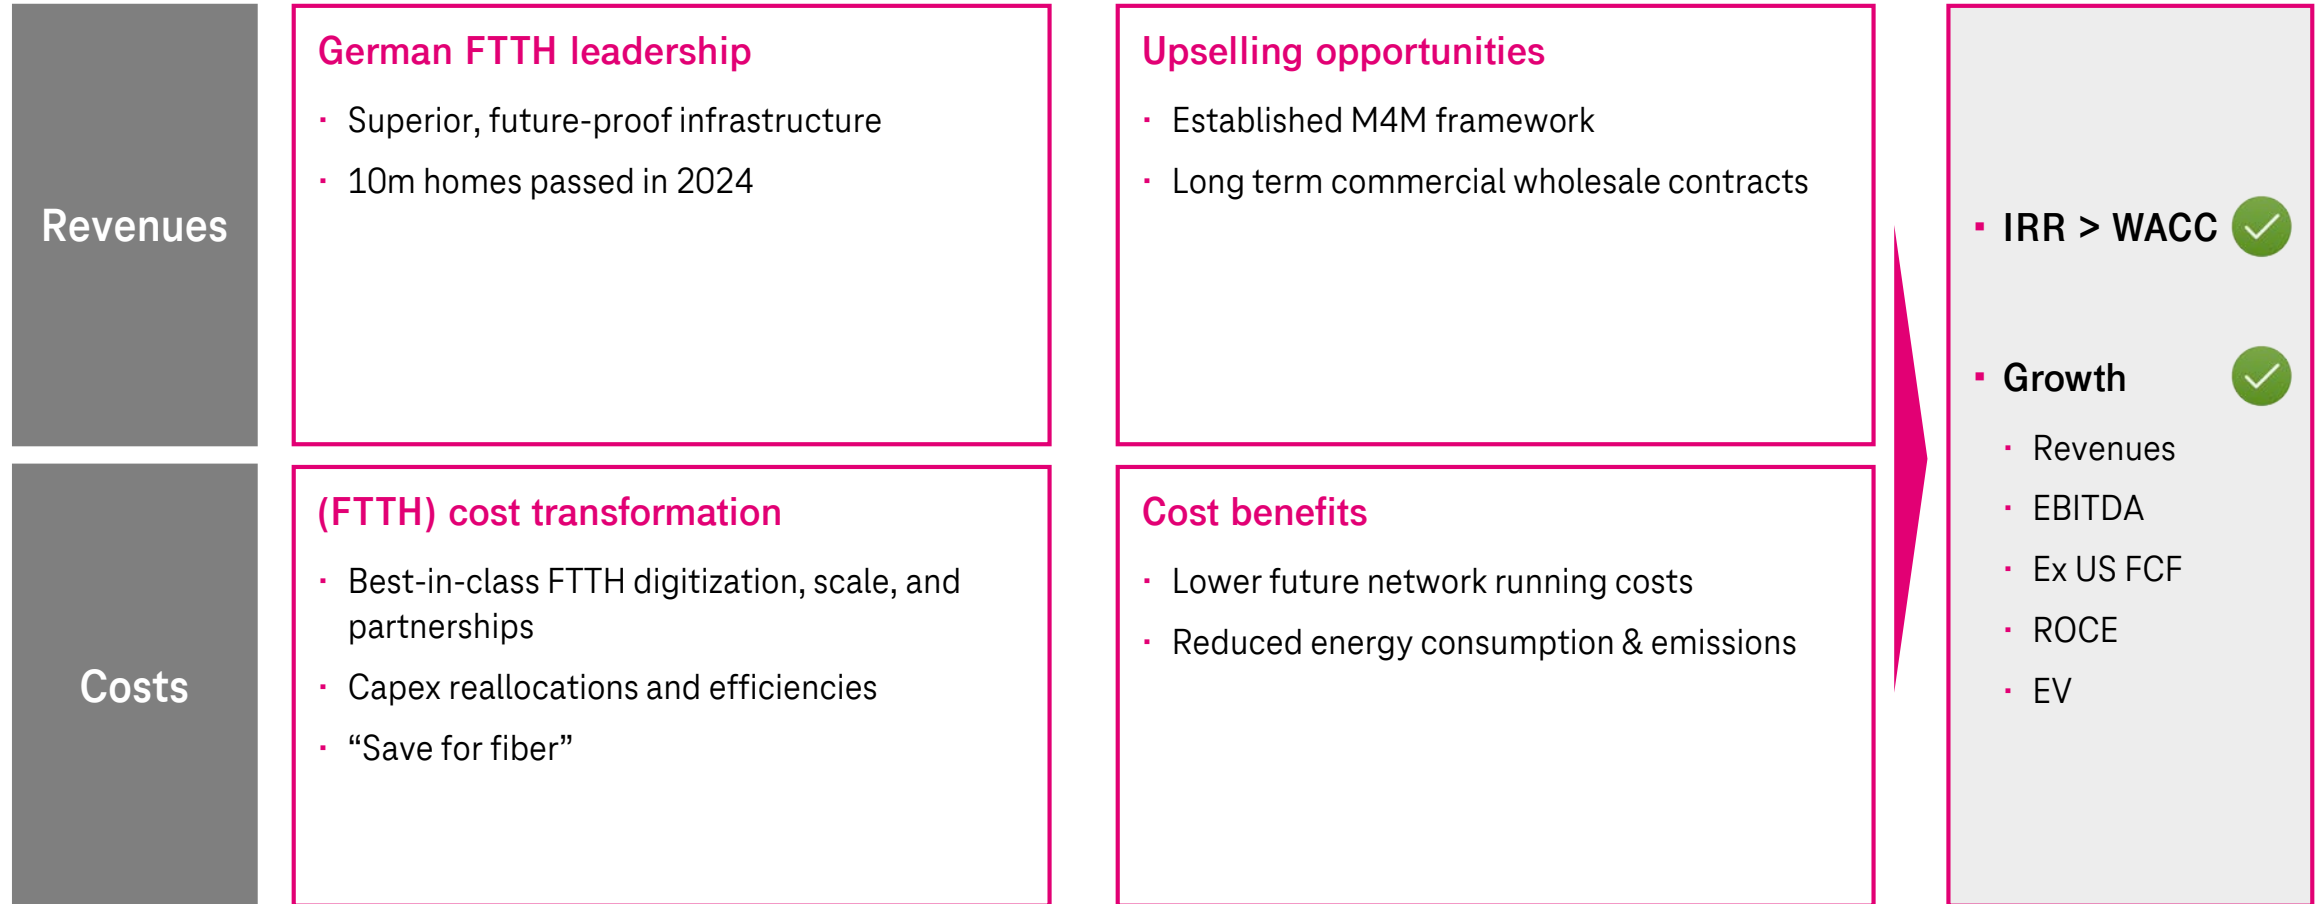 Revenues
German FTTH leadership
· Superior, future-proof infrastructure
· 10m homes passed in 2024
Upselling opportunities
· Established M4M framework
· Long term commercial wholesale contracts
Costs
(FTTH) cost transformation
· Best-in-class FTTH digitization, scale, and
partnerships
· Capex reallocations and efficiencies
· “Save for fiber”
Cost benefits
· Lower future network running costs
· Reduced energy consumption & emissions
▪ IRR > WACC
▪ Growth
· Revenues
· EBITDA
· Ex US FCF
· ROCE
· EV